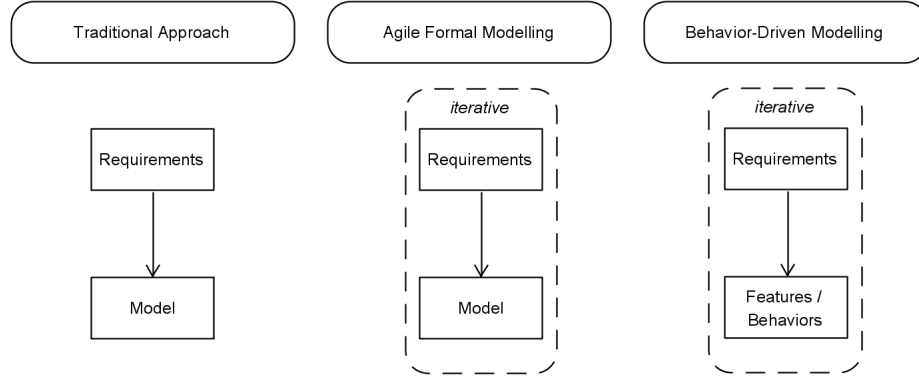 Traditional Approach
Agile Formal Modelling
Behavior-Driven Modelling
iterative
iterative
Requirements
Requirements
Requirements
Model
Model
Features /
Behaviors